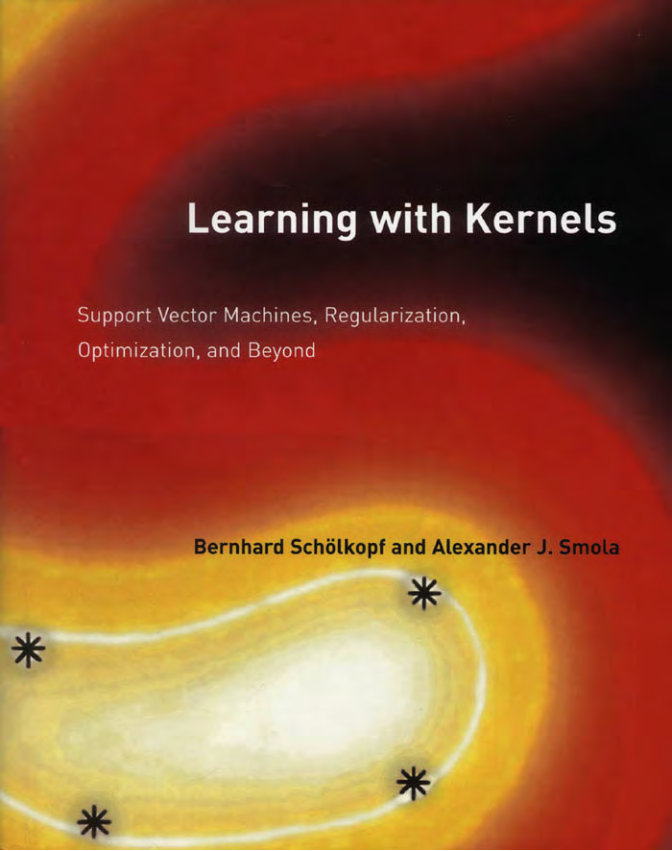 Learning with Kernels
Support Vector Machines, Regularization,
Optimization, and Beyond
Bernhard Schölkopf and Alexander J. Smola